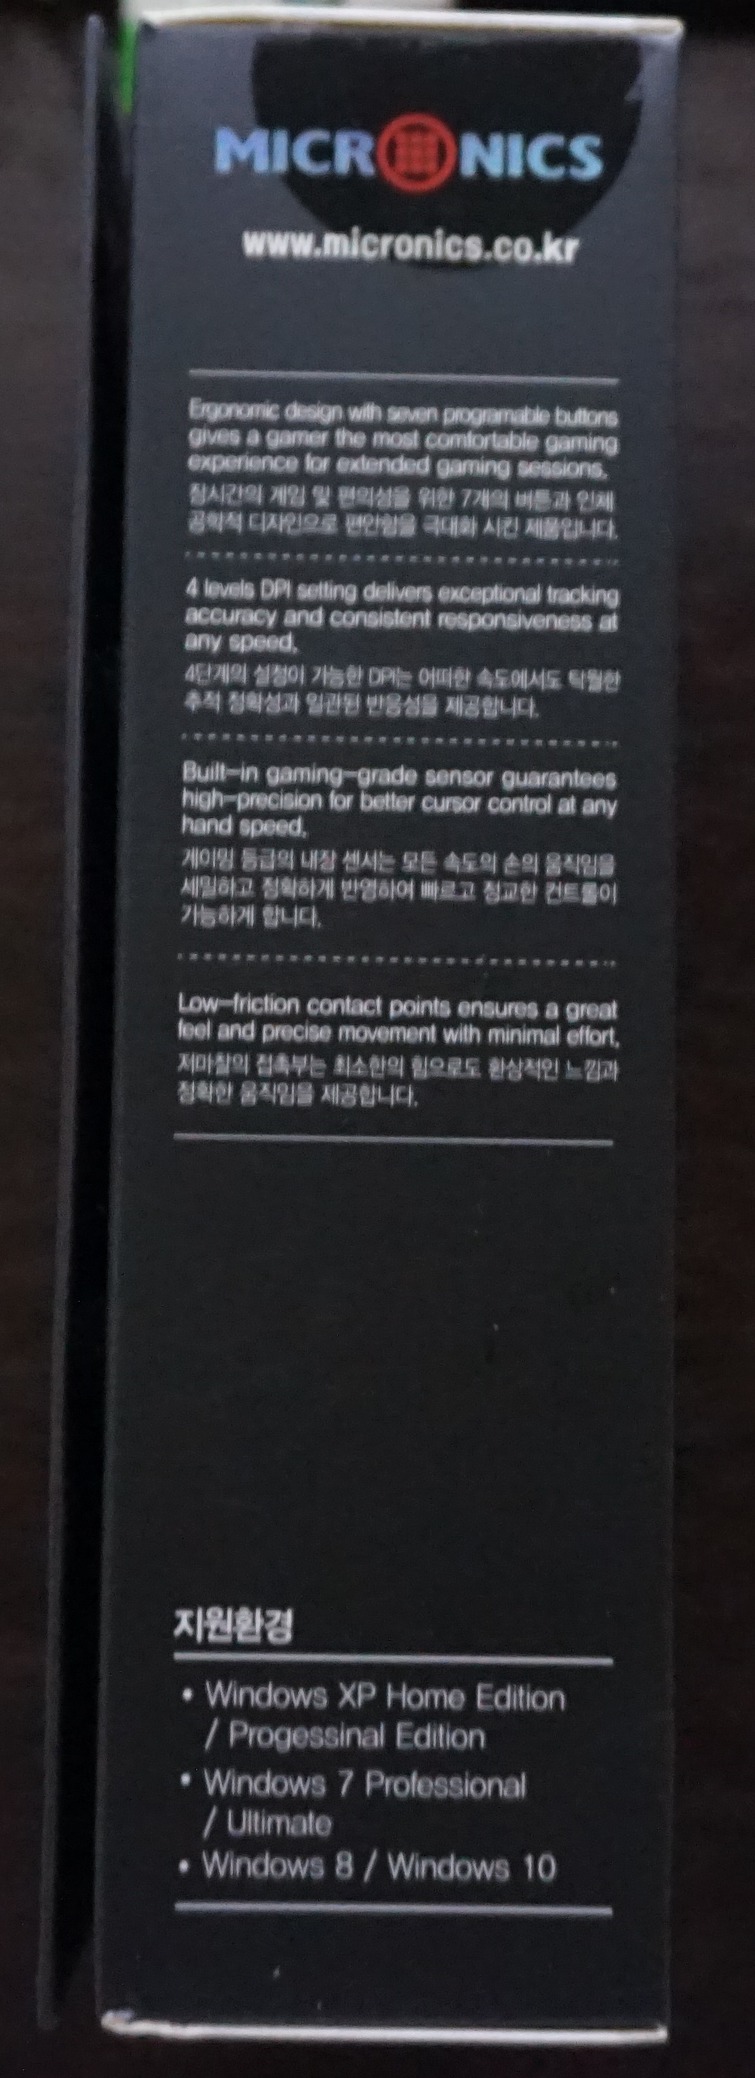 MICRONICS
www.micronics.co.kr
Ergonomic design with seven programable buttons
gives a gamer the most comfortable gaming
experience for extended gaming sessions.
장시간의 게임 및 편의성을 위한 7개의 버튼과 인체
공학적 디자인으로 편안함을 극대화 시킨 제품입니다.
4 levels DPI setting delivers exceptional tracking
accuracy and consistent responsiveness at
any speed.
4단계의 설정이 가능한 DPI는 어떠한 속도에서도 탁월한
추적 정확성과 일관된 반응성을 제공합니다.
Built-in gaming-grade sensor guarantees
high-precision for better cursor control at any
hand speed.
게이밍 등급의 내장 센서는 모든 속도의 손의 움직임을
세밀하고 정확하게 반영하여 빠르고 정교한 컨트롤이
가능하게 합니다.
Low-friction contact points ensures a great
feel and precise movement with minimal effort.
저마찰의 접촉부는 최소한의 힘으로도 환상적인 느낌과
정확한 움직임을 제공합니다.
지원환경
• Windows XP Home Edition
/ Progessinal Edition
• Windows 7 Professional
/ Ultimate
• Windows 8 / Windows 10